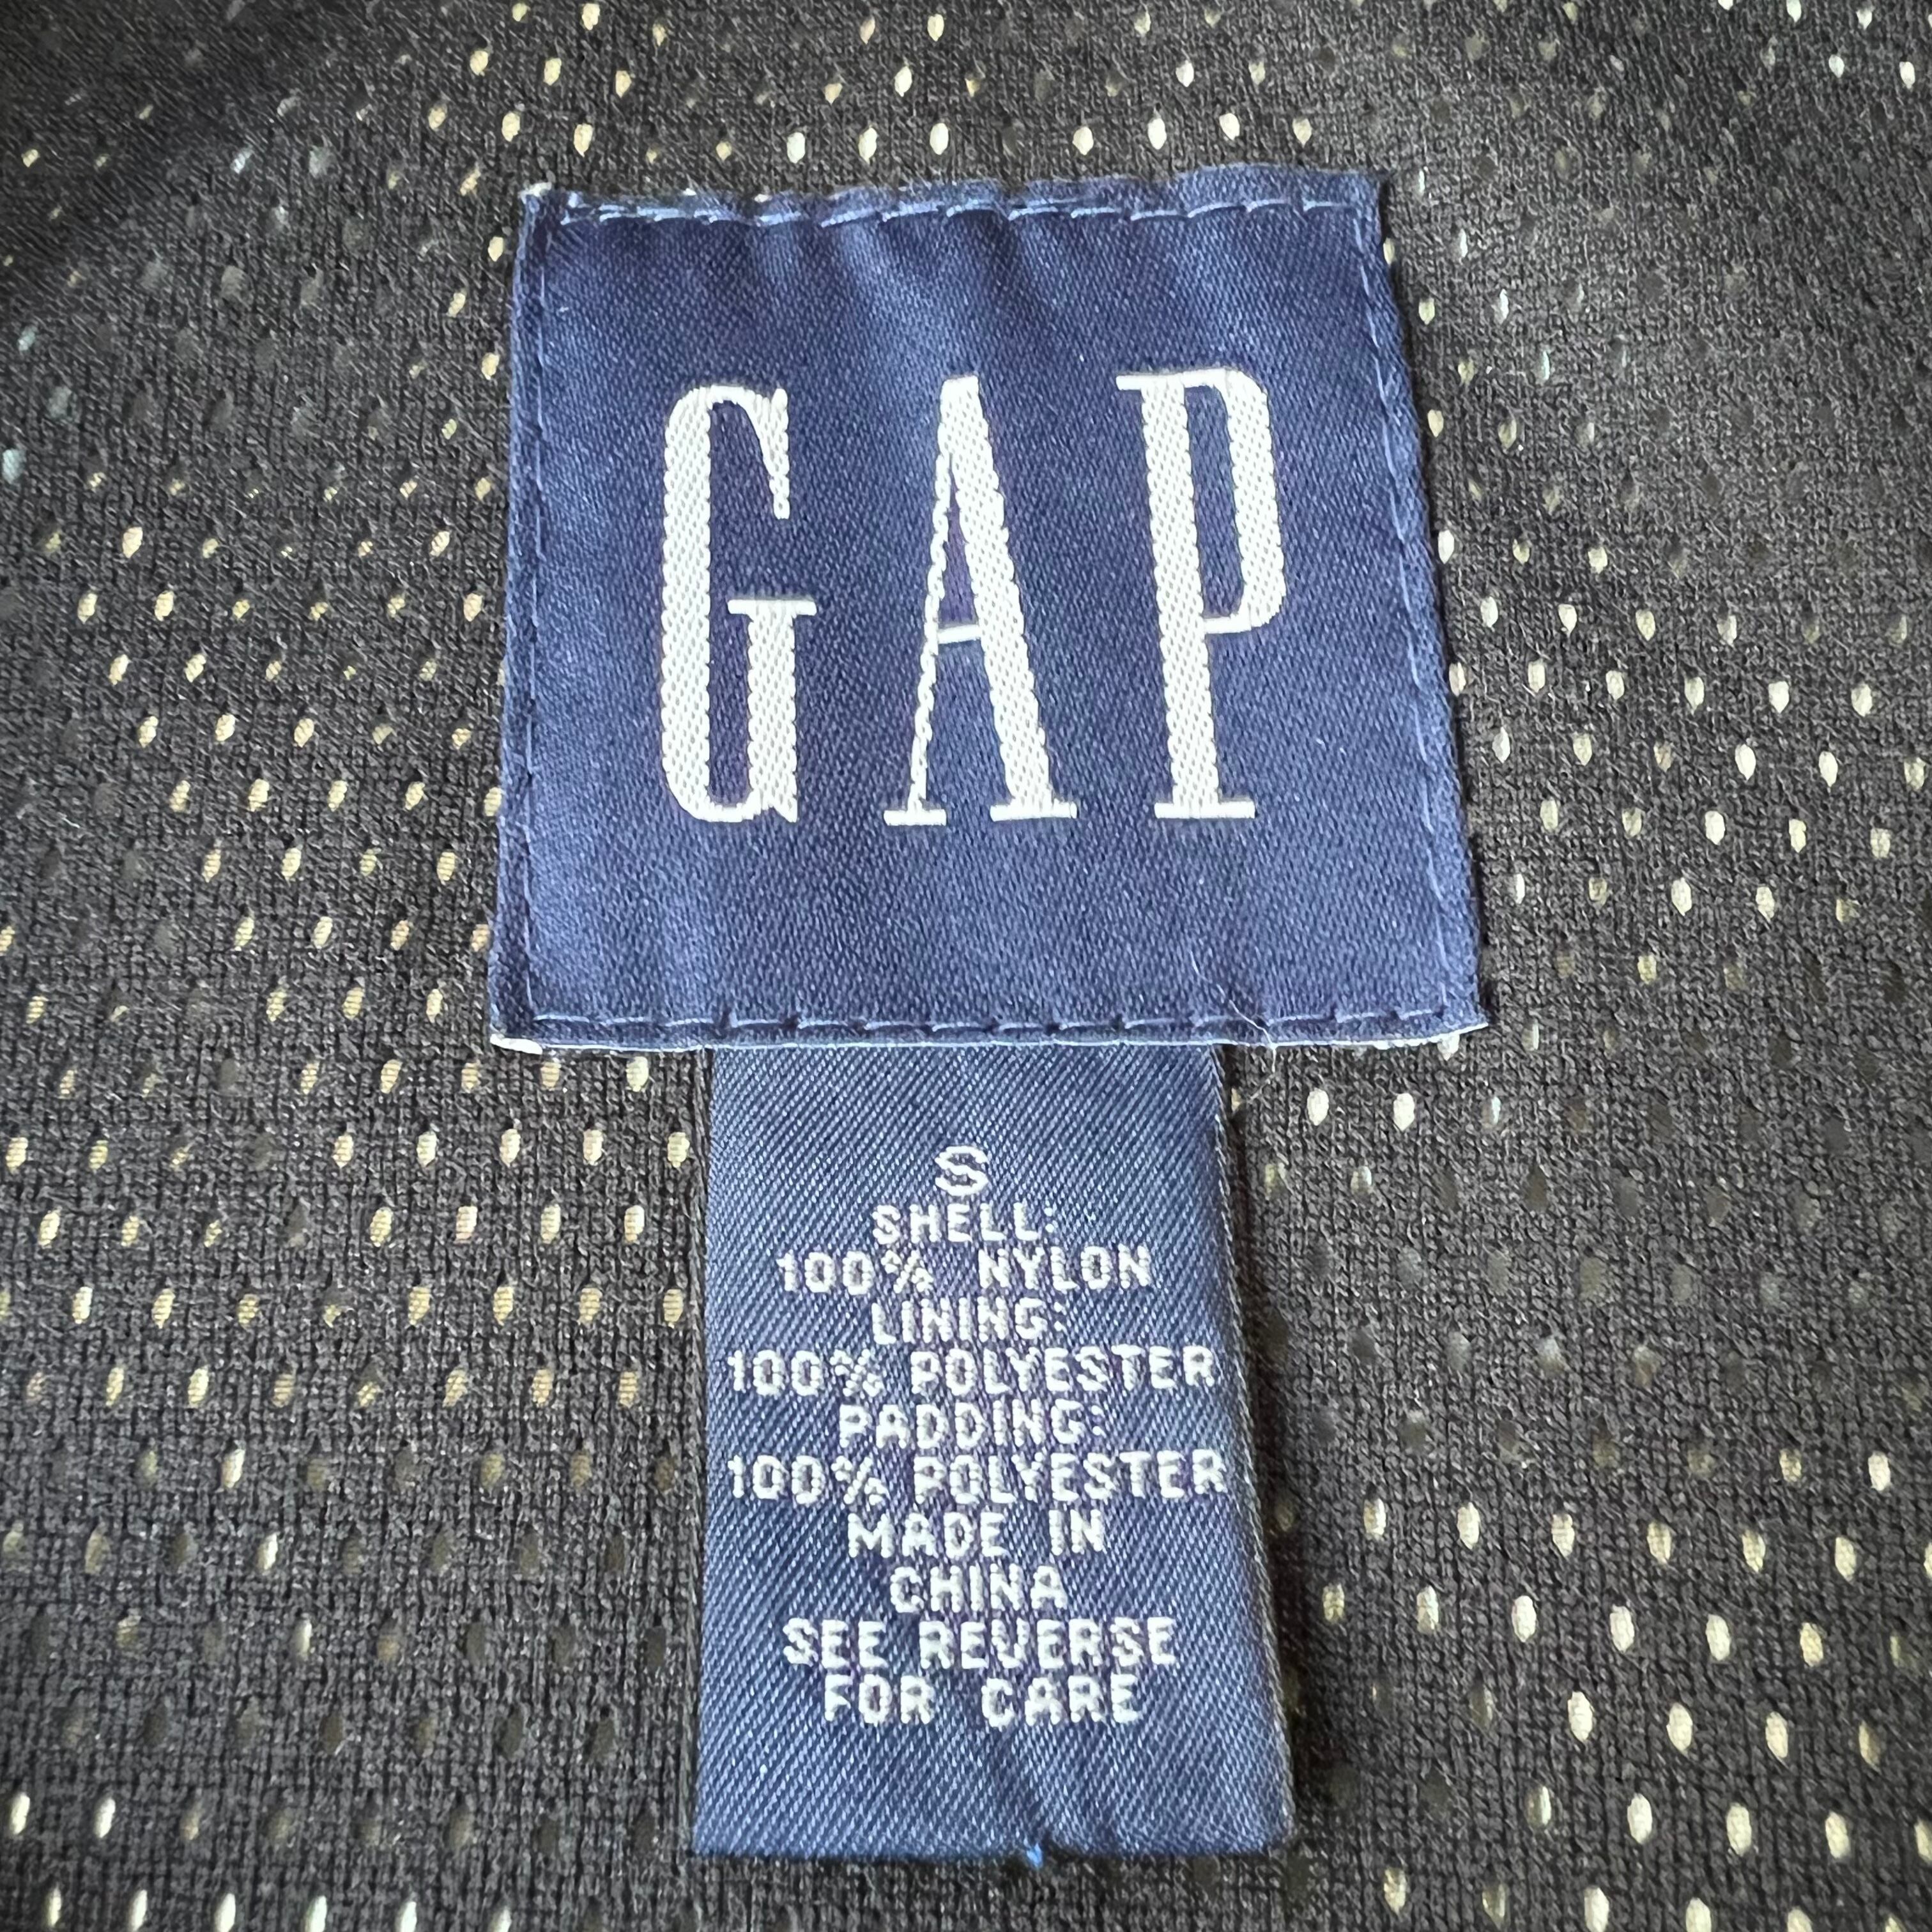 GAP
S
SHELL:
100% NYLON
LINING:
100% POLYESTER
PADDING:
100% POLYESTER
MADE IN
CHINA
SEE REVERSE
FOR CARE